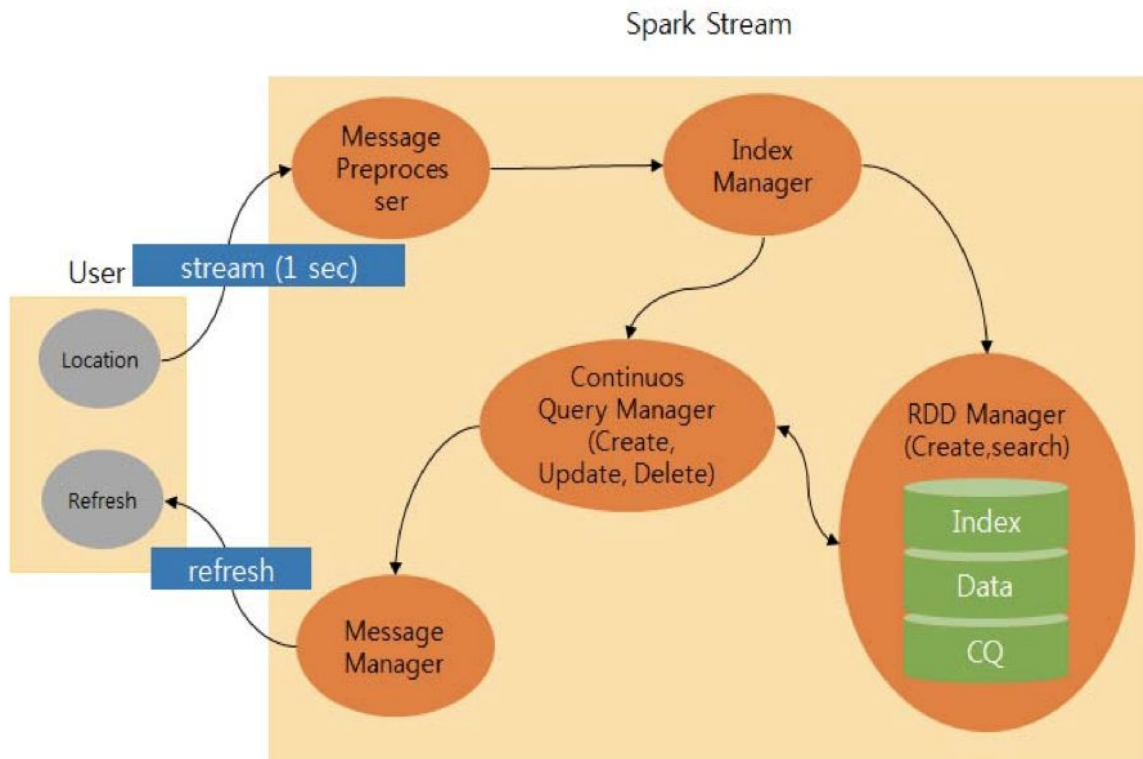 Spark Stream
Message
Preproces
ser
Index
Manager
User
stream (1 sec)
Location
Continuos
Query Manager
(Create,
Update, Delete)
RDD Manager
(Create,search)
Refresh
Index
refresh
Data
Message
Manager
CQ